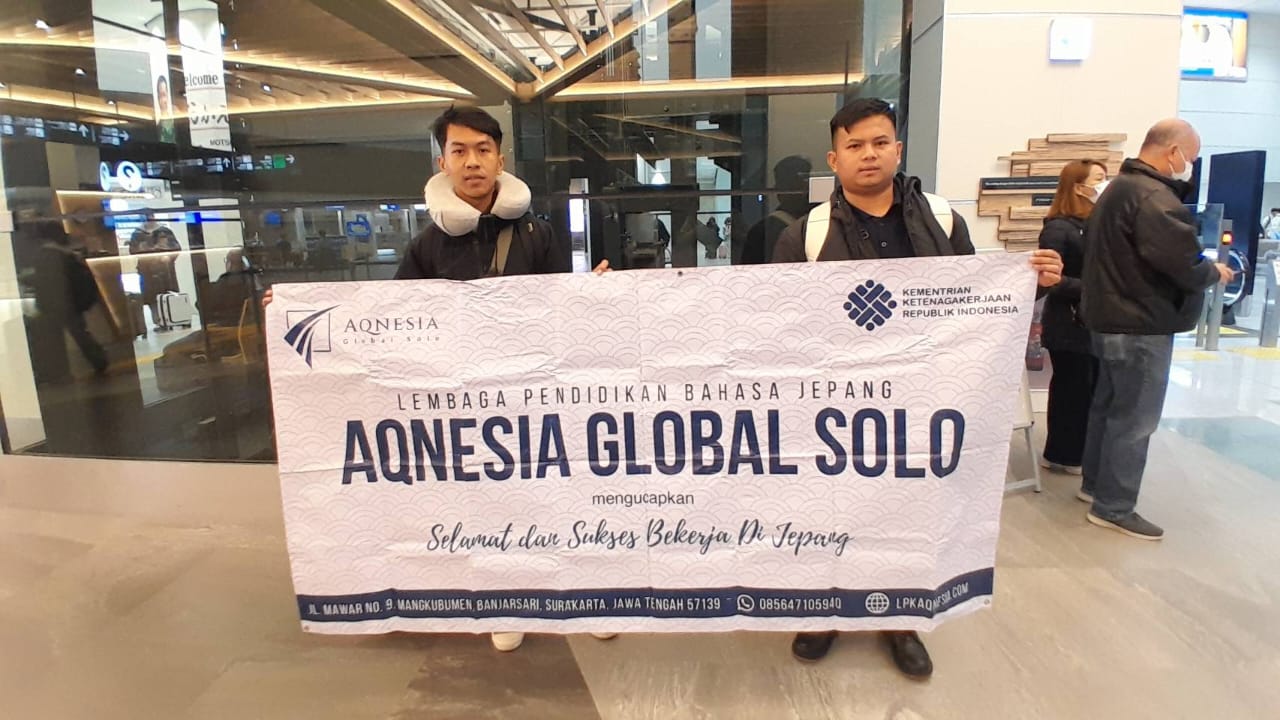 elcome
AQNESIA
Global Solo
KEMENTRIAN
KETENAGAKERJAAN
REPUBLIK INDONESIA
LEMBAGA PENDIDIKAN BAHASA JEPANG
AQNESIA GLOBAL SOLO
mengucapkan
Selamat dan Sukses Bekerja Di Jepang
JL. MAWAR NO. 9, MANGKUBUMEN, BANJARSARI, SURAKARTA, JAWA TENGAH 57139 085647105940 LPKAQNESIA.COM